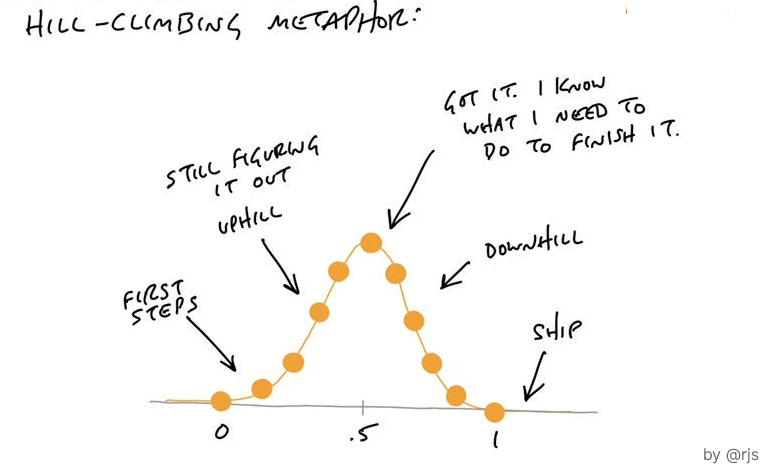 HILL-CLIMBING METAPHOR:
GOT IT. I KNOW
WHAT I NEED TO
DO TO FINISH IT.
STILL FIGURING
IT OUT
UPHILL
DOWNHILL
FIRST
STEPS
SHIP
0
.5
1
by @rjs